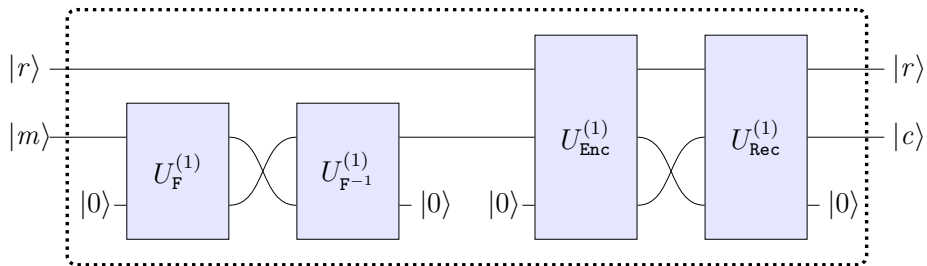 |r⟩ |r⟩
|m⟩ U_F^{(1)} U_{F^{-1}}^{(1)} U_{Enc}^{(1)} U_{Rec}^{(1)} |c⟩
|0⟩ |0⟩ |0⟩ |0⟩